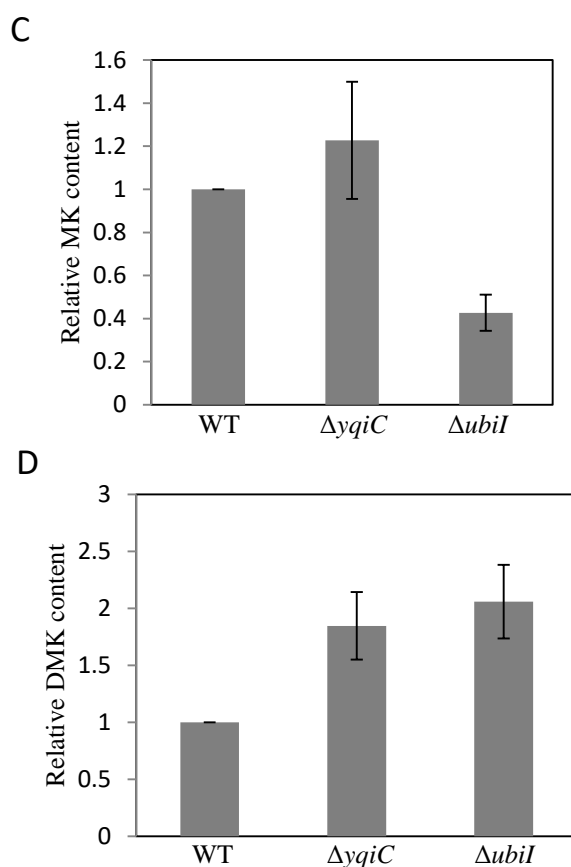 C
Relative MK content
1.6
1.4
1.2
1
0.8
0.6
0.4
0.2
0
WT ΔyqiC ΔubiI
D
Relative DMK content
3
2.5
2
1.5
1
0.5
0
WT ΔyqiC ΔubiI